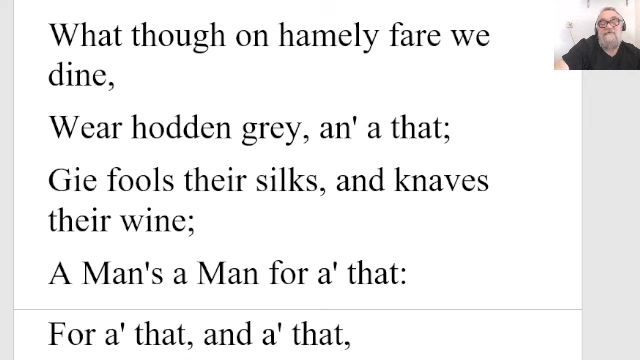 What though on hamely fare we
dine,
Wear hodden grey, an' a that;
Gie fools their silks, and knaves
their wine;
A Man's a Man for a' that:
For a' that, and a' that,